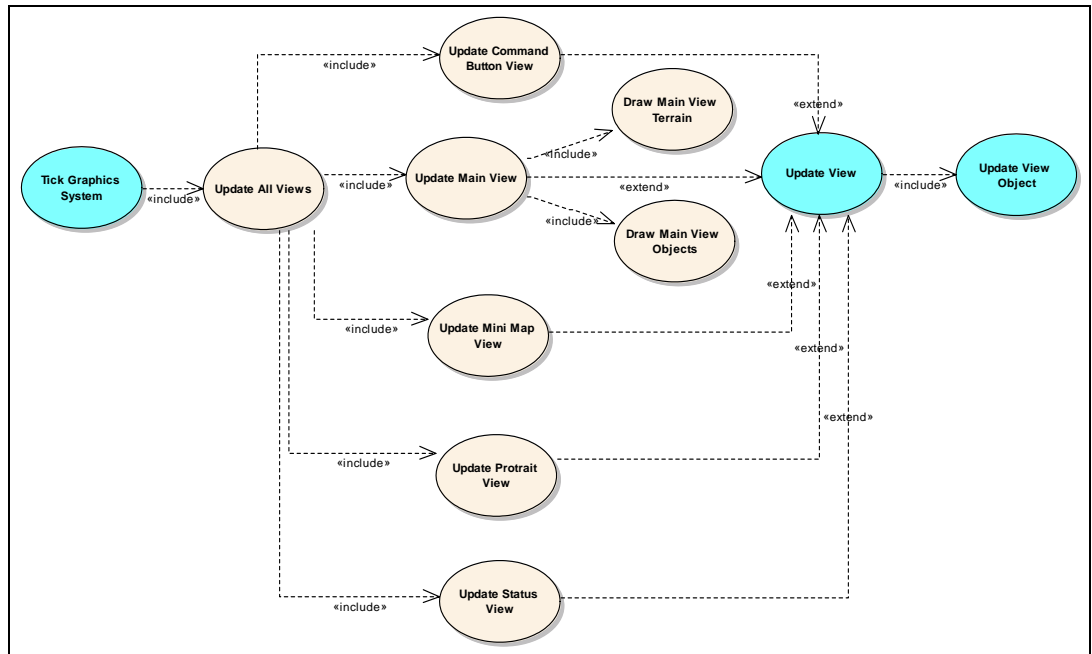 Update Command
Button View
«include»
«extend»
Draw Main View
Terrain
«include»
Tick Graphics
System
«include»
Update All Views
«include»
Update Main View
«extend»
Update View
«include»
Update View
Object
«include»
Draw Main View
Objects
«extend»
Update Mini Map
View
«include»
«extend»
«extend»
Update Protrait
View
«include»
Update Status
View
«include»